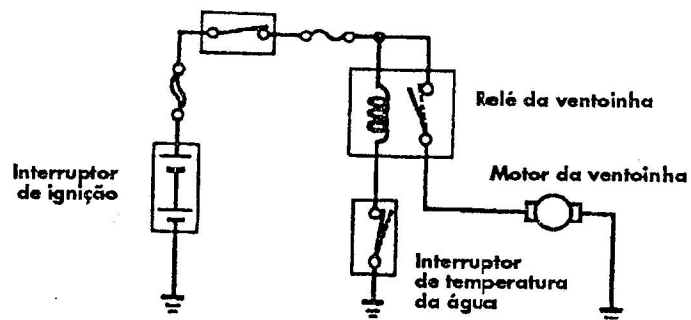 Relé da ventoinha
Interruptor
de ignição
Motor da ventoinha
Interruptor
de temperatura
da água